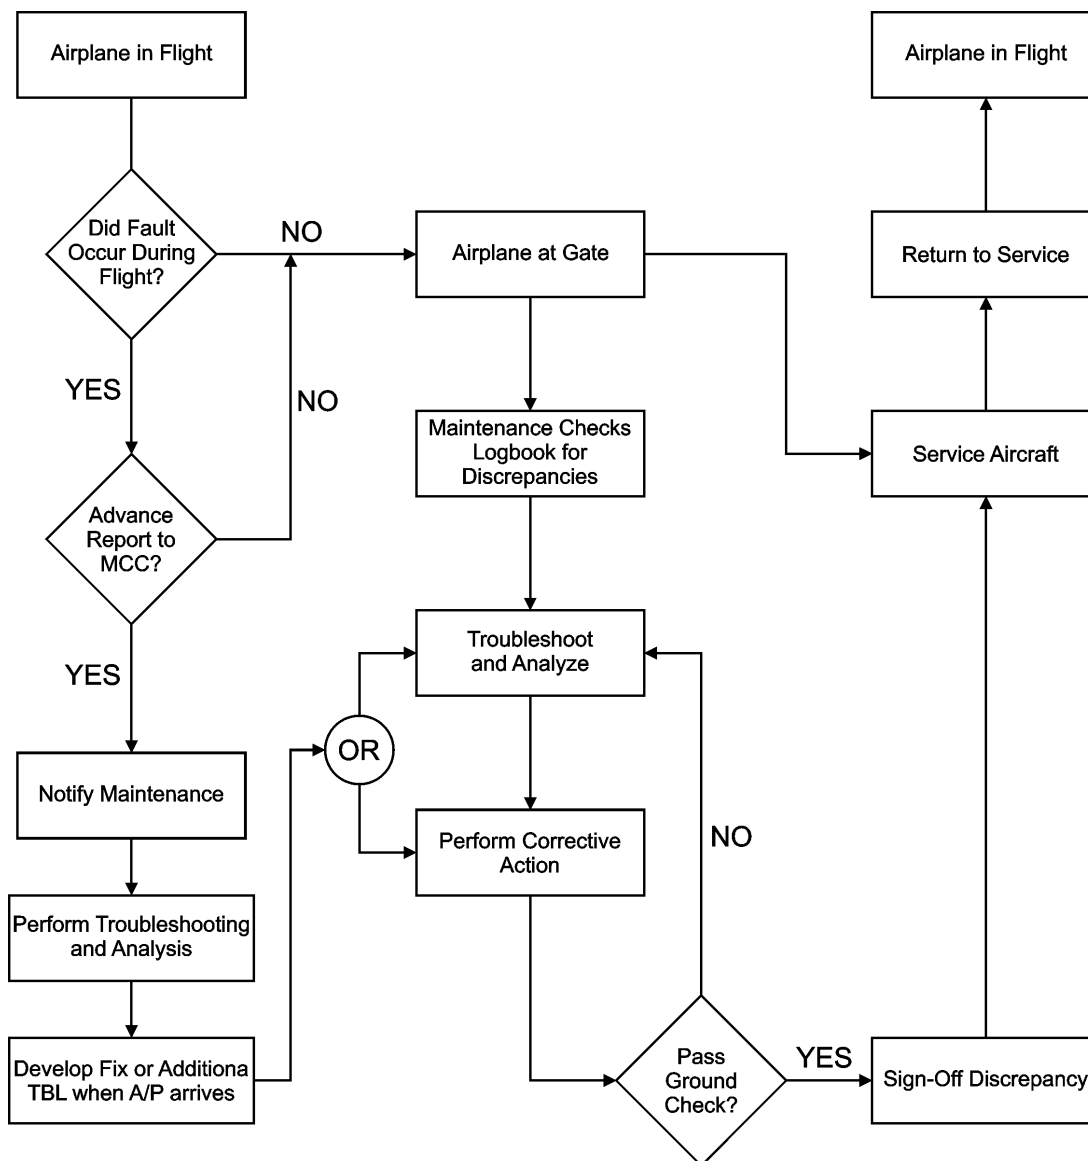 Airplane in Flight
Airplane in Flight
Did Fault
Occur During
Flight?
NO
Airplane at Gate
Return to Service
YES
NO
Maintenance Checks
Logbook for
Discrepancies
Service Aircraft
Advance
Report to
MCC?
YES
Troubleshoot
and Analyze
OR
Notify Maintenance
Perform Corrective
Action
NO
Perform Troubleshooting
and Analysis
Develop Fix or Additiona
TBL when A/P arrives
Pass
Ground
Check?
YES
Sign-Off Discrepancy